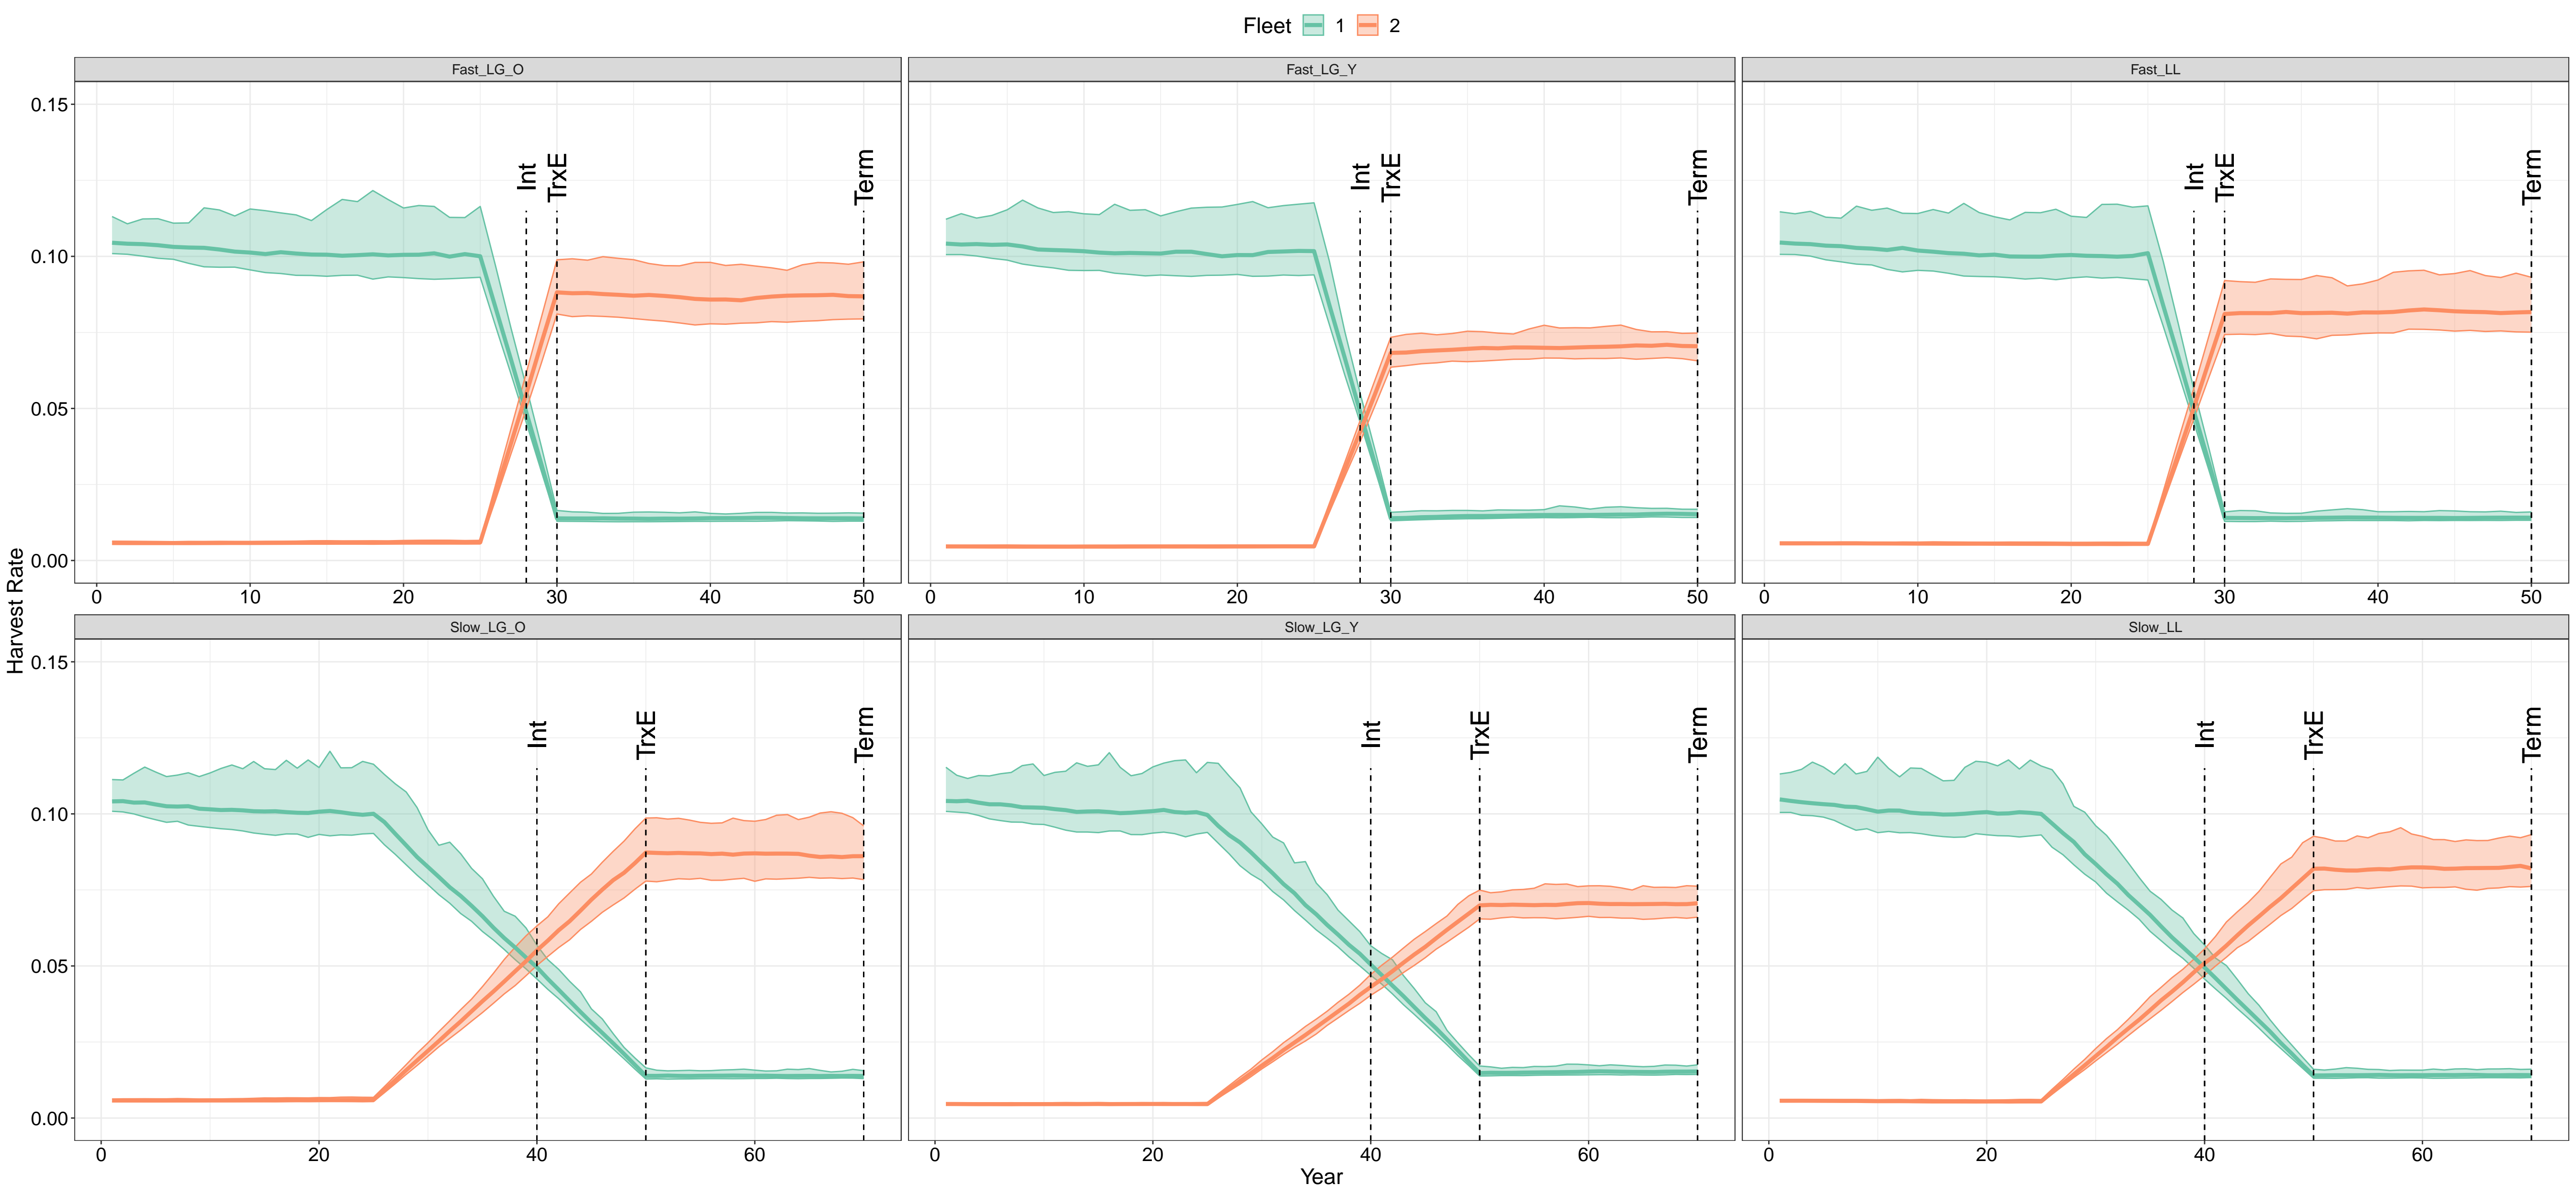 Fleet 1 2
Fast_LG_O Fast_LG_Y Fast_LL
0.15
0.10
0.05
0.00
Int TrxE Term Int TrxE Term Int TrxE Term
0 10 20 30 40 50 0 10 20 30 40 50 0 10 20 30 40 50
Harvest Rate
Slow_LG_O Slow_LG_Y Slow_LL
0.15
0.10
0.05
0.00
Int TrxE Term Int TrxE Term Int TrxE Term
0 20 40 60 0 20 40 60 0 20 40 60
Year